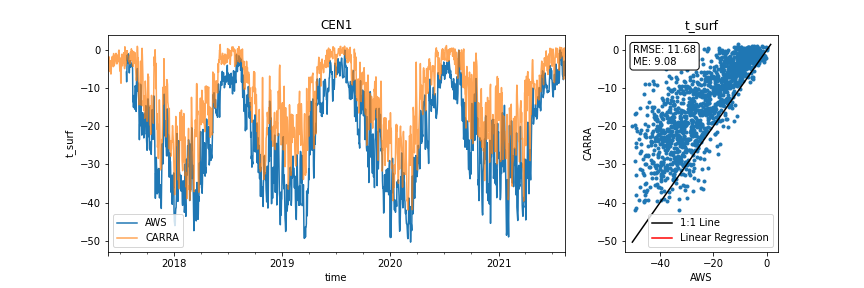 CEN1
t_surf
0
−10
−20
−30
−40
−50
2018
2019
2020
2021
time
AWS
CARRA
t_surf
CARRA
0
−10
−20
−30
−40
−50
−40
−20
0
AWS
RMSE: 11.68
ME: 9.08
1:1 Line
Linear Regression